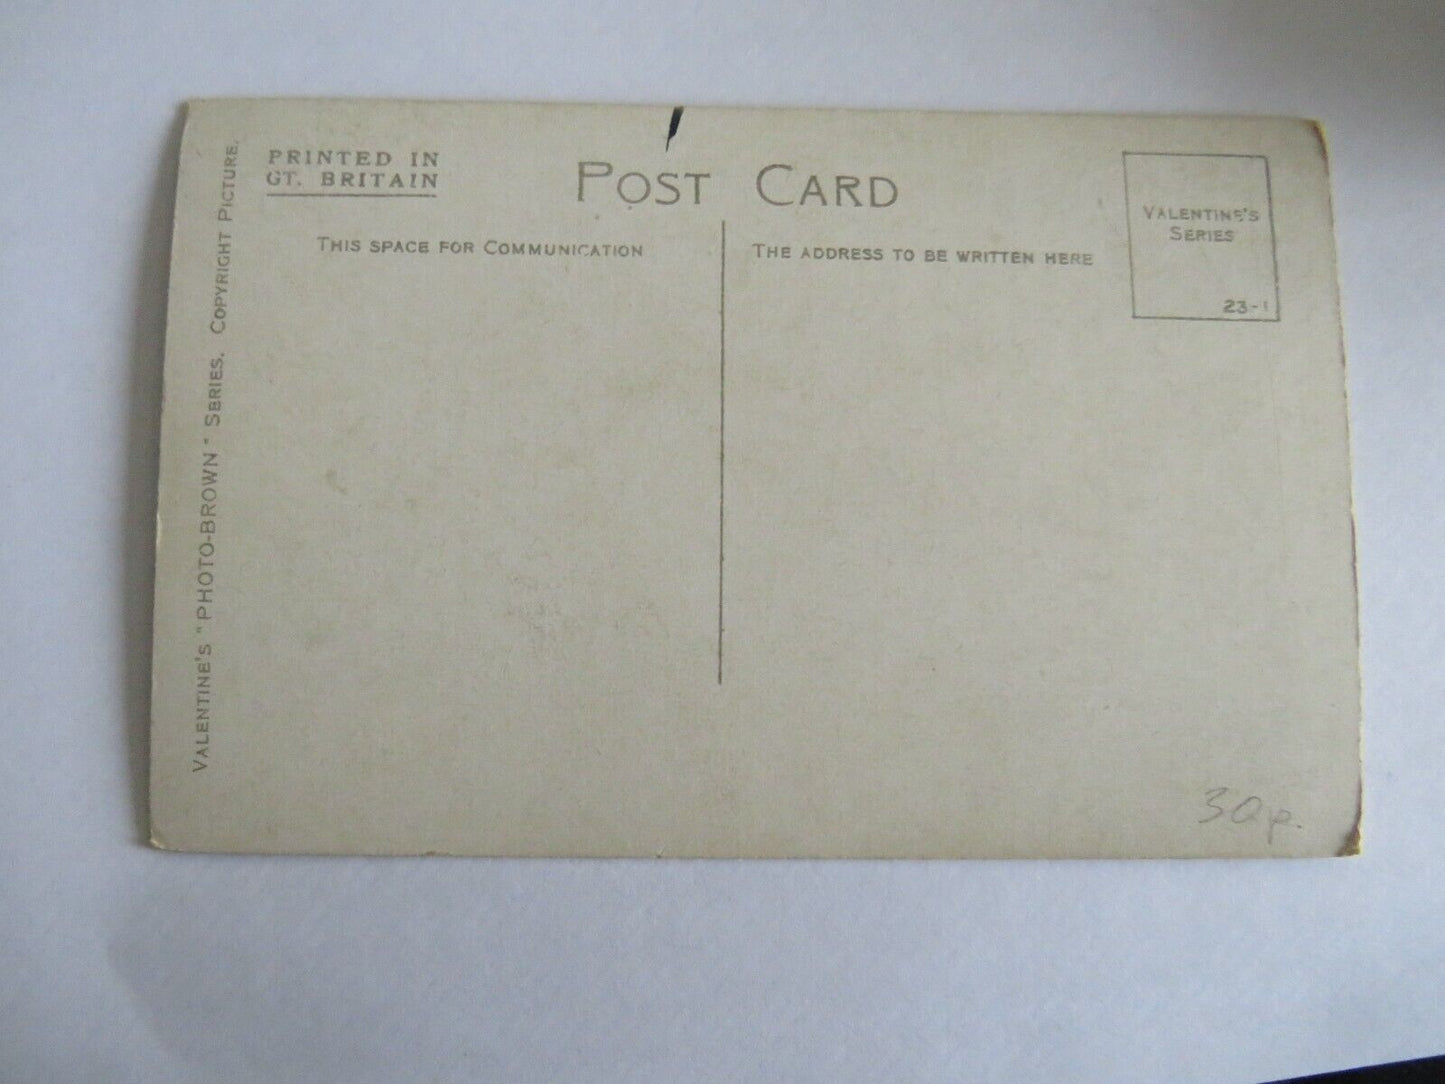 PRINTED IN
GT. BRITAIN
POST CARD
THIS SPACE FOR COMMUNICATION
THE ADDRESS TO BE WRITTEN HERE
VALENTINE'S
SERIES
23-1
VALENTINE'S "PHOTO-BROWN" SERIES. COPYRIGHT PICTURE.
30p.